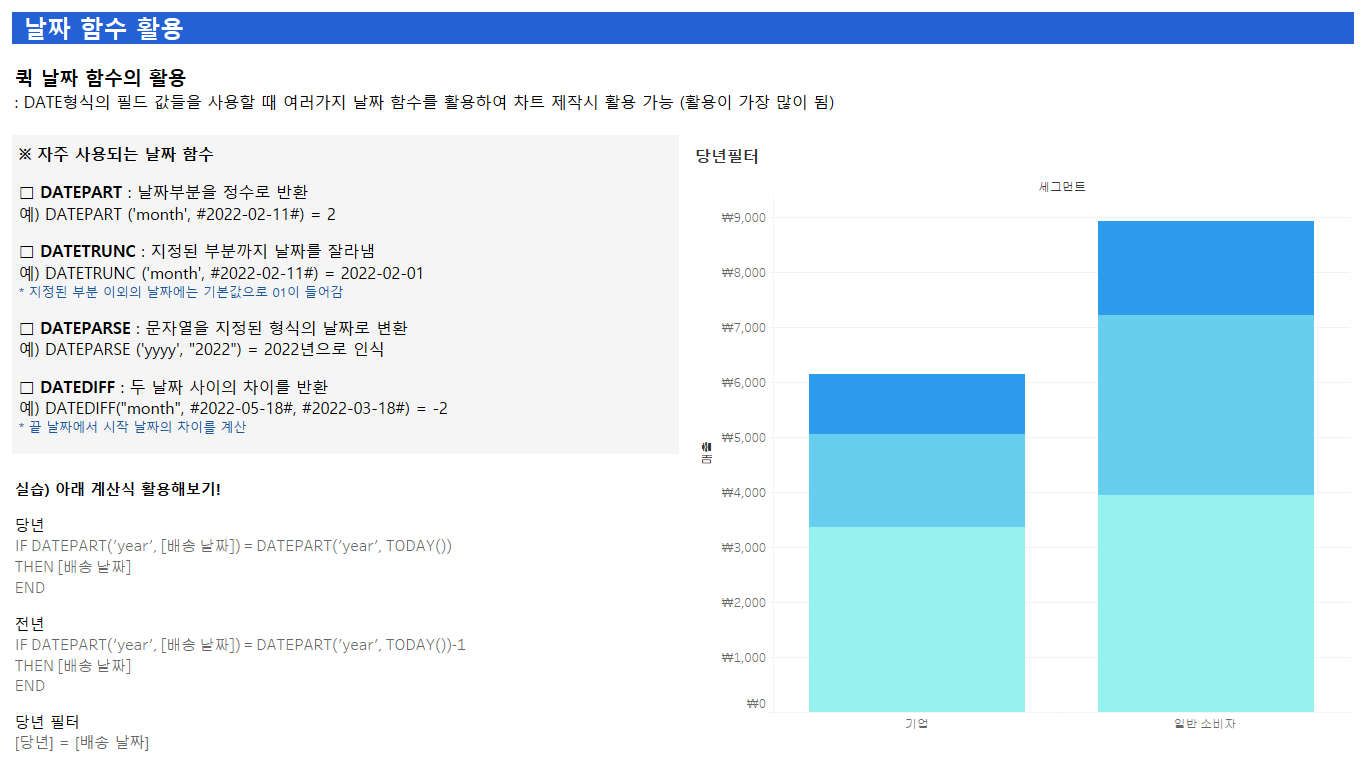 날짜 함수 활용
퀵 날짜 함수의 활용
: DATE형식의 필드 값들을 사용할 때 여러가지 날짜 함수를 활용하여 차트 제작시 활용 가능 (활용이 가장 많이 됨)
※ 자주 사용되는 날짜 함수
□ DATEPART : 날짜부분을 정수로 반환
예) DATEPART ('month', #2022-02-11#) = 2
□ DATETRUNC : 지정된 부분까지 날짜를 잘라냄
예) DATETRUNC ('month', #2022-02-11#) = 2022-02-01
* 지정된 부분 이외의 날짜에는 기본값으로 01이 들어감
□ DATEPARSE : 문자열을 지정된 형식의 날짜로 변환
예) DATEPARSE ('yyyy', "2022") = 2022년으로 인식
□ DATEDIFF : 두 날짜 사이의 차이를 반환
예) DATEDIFF("month", #2022-05-18#, #2022-03-18#) = -2
* 끝 날짜에서 시작 날짜의 차이를 계산
실습) 아래 계산식 활용해보기!
당년
IF DATEPART(‘year’, [배송 날짜]) = DATEPART(‘year’, TODAY())
THEN [배송 날짜]
END
전년
IF DATEPART(‘year’, [배송 날짜]) = DATEPART(‘year’, TODAY())-1
THEN [배송 날짜]
END
당년 필터
[당년] = [배송 날짜]
당년필터
세그먼트
₩9,000
₩8,000
₩7,000
₩6,000
₩5,000
₩4,000
₩3,000
₩2,000
₩1,000
₩0
기업
일반 소비자